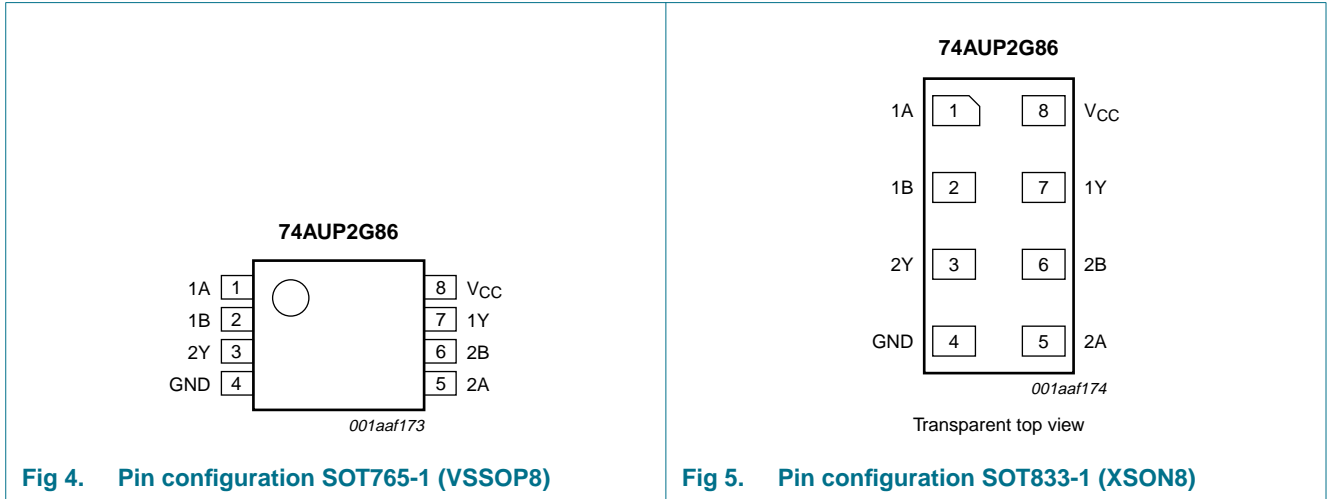 74AUP2G86
1A 1 8 VCC
1B 2 7 1Y
2Y 3 6 2B
GND 4 5 2A
001aaf173
Fig 4. Pin configuration SOT765-1 (VSSOP8)
74AUP2G86
1A 1 8 VCC
1B 2 7 1Y
2Y 3 6 2B
GND 4 5 2A
001aaf174
Transparent top view
Fig 5. Pin configuration SOT833-1 (XSON8)